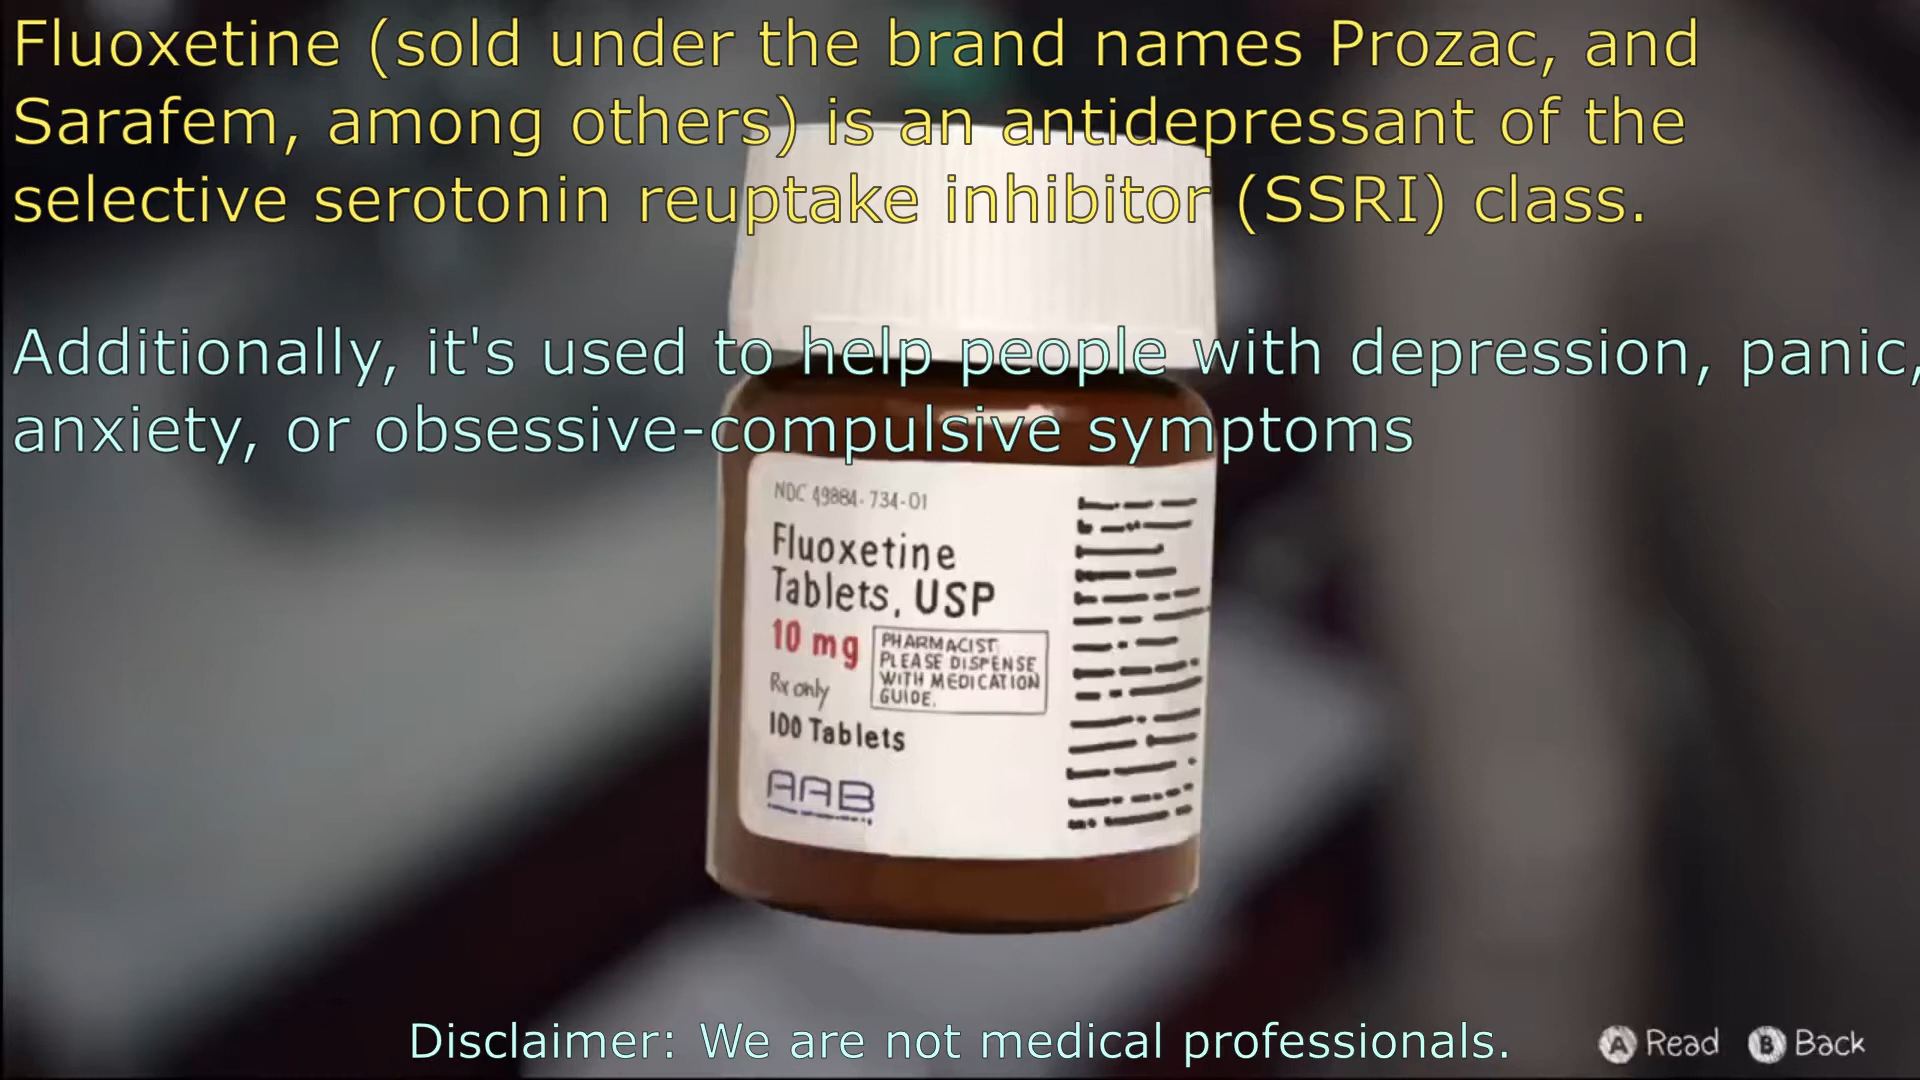 Fluoxetine (sold under the brand names Prozac, and
Sarafem, among others) is an antidepressant of the
selective serotonin reuptake inhibitor (SSRI) class.
Additionally, it's used to help people with depression, panic,
anxiety, or obsessive-compulsive symptoms
NDC 49884-734-01
Fluoxetine
Tablets, USP
10 mg
PHARMACIST
PLEASE DISPENSE
WITH MEDICATION
GUIDE.
Rx only
100 Tablets
AAB
Disclaimer: We are not medical professionals.
A Read B Back